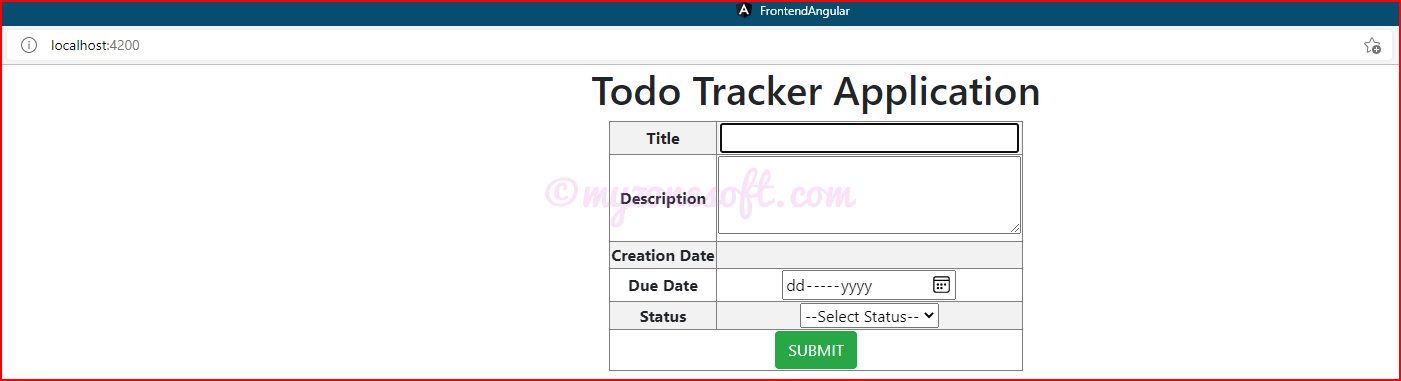 FrontendAngular
localhost:4200
Todo Tracker Application
Title
©myzonesoft.com
Description
Creation Date
Due Date dd-----yyyy
Status --Select Status--
SUBMIT